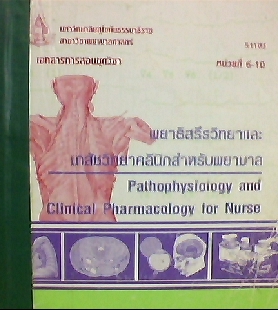 มหาวิทยาลัยสุโขทัยธรรมาธิราช
สาขาวิชาพยาบาลศาสตร์
เอกสารการสอนชุดวิชา
หน่วยที่ 6-10
พยาธิสรีรวิทยาและ
เภสัชวิทยาคลินิกสำหรับพยาบาล
Pathophysiology and
Clinical Pharmacology for Nurse